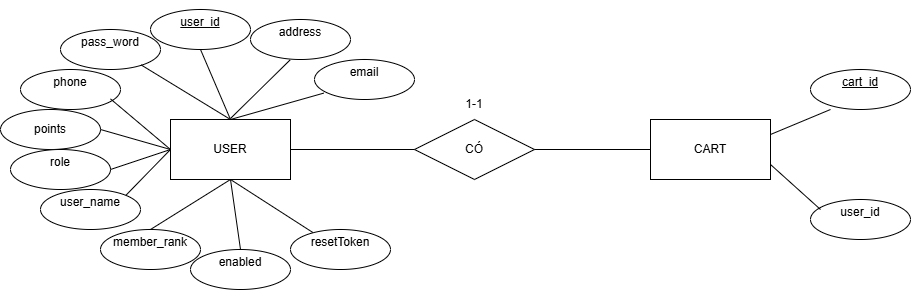 user_id
address
pass_word
email
phone
cart_id
1-1
points
USER
CÓ
CART
role
user_name
user_id
member_rank
resetToken
enabled